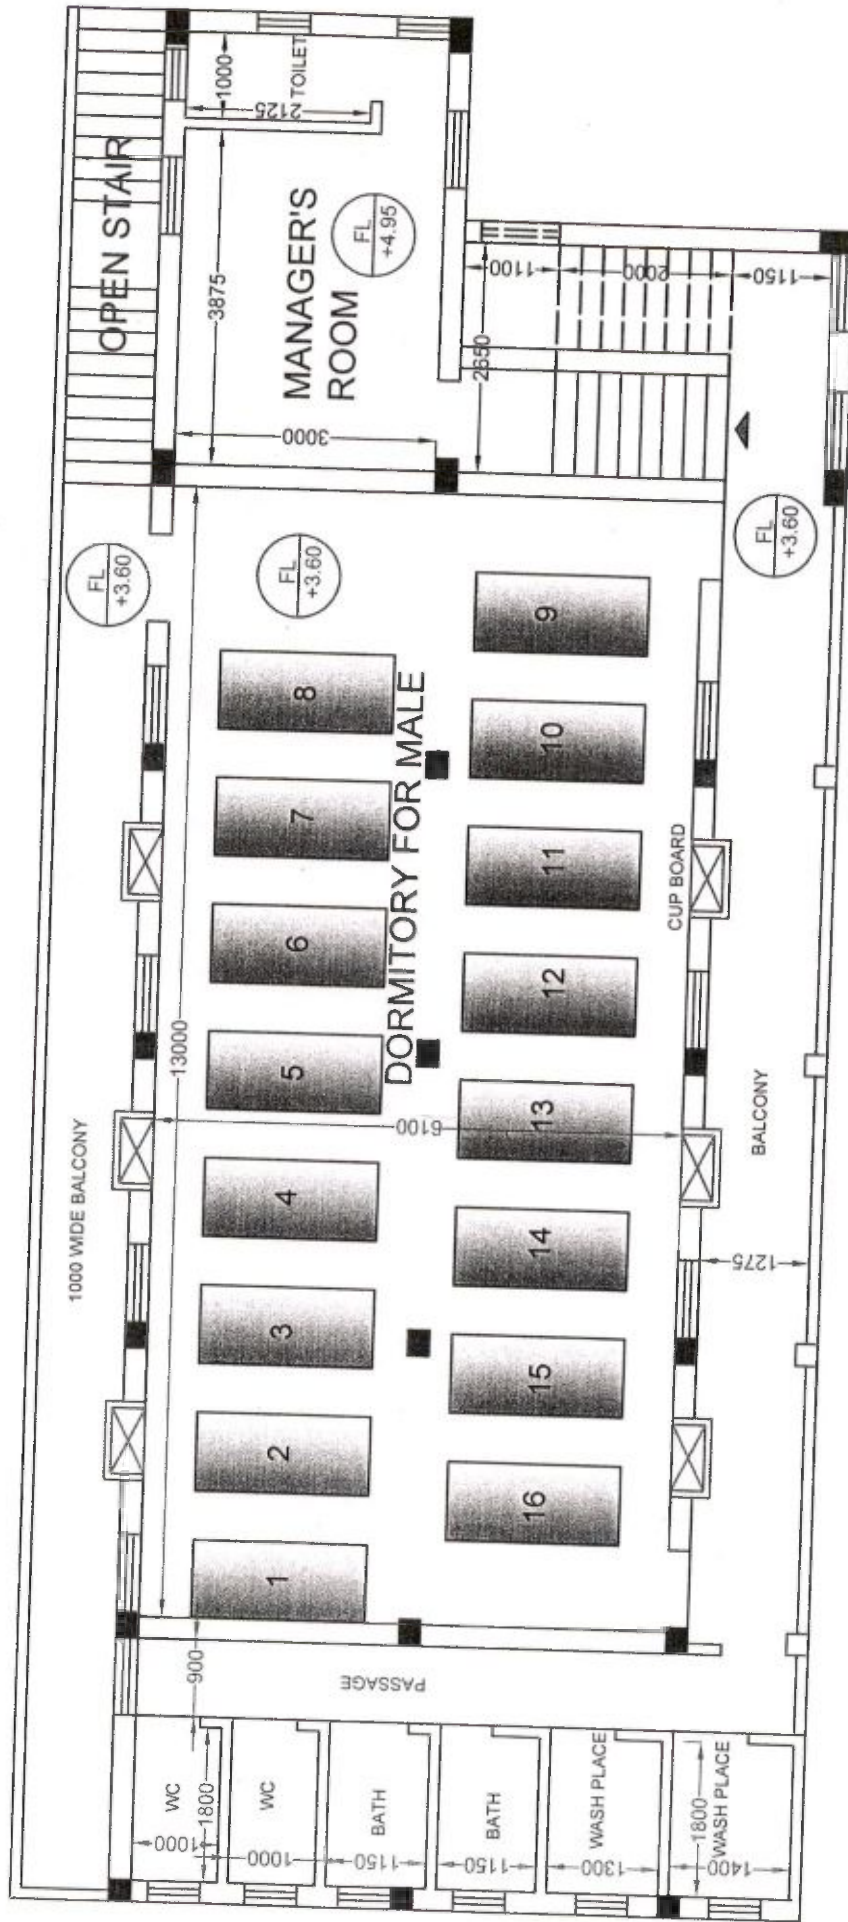 OPEN STAIR
1000
TOILET
2125
3875
MANAGER'S
ROOM
FL
+4.95
3000
2650
1100
2000
1150
FL
+3.60
FL
+3.60
FL
+3.60
1000 WIDE BALCONY
13000
6100
DORMITORY FOR MALE
1
2
3
4
5
6
7
8
9
10
11
12
13
14
15
16
CUP BOARD
BALCONY
1275
900
PASSAGE
WC
1000
1800
WC
1000
BATH
1150
BATH
1150
WASH PLACE
1300
WASH PLACE
1800
1400